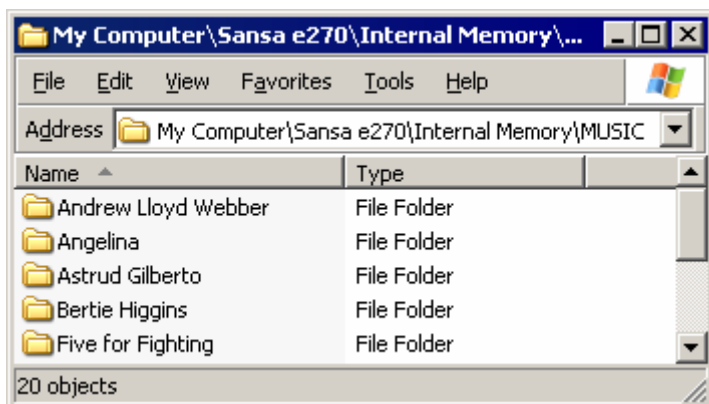 My Computer\Sansa e270\Internal Memory\...
File Edit View Favorites Tools Help
Address My Computer\Sansa e270\Internal Memory\MUSIC
Name Type
Andrew Lloyd Webber File Folder
Angelina File Folder
Astrud Gilberto File Folder
Bertie Higgins File Folder
Five for Fighting File Folder
20 objects